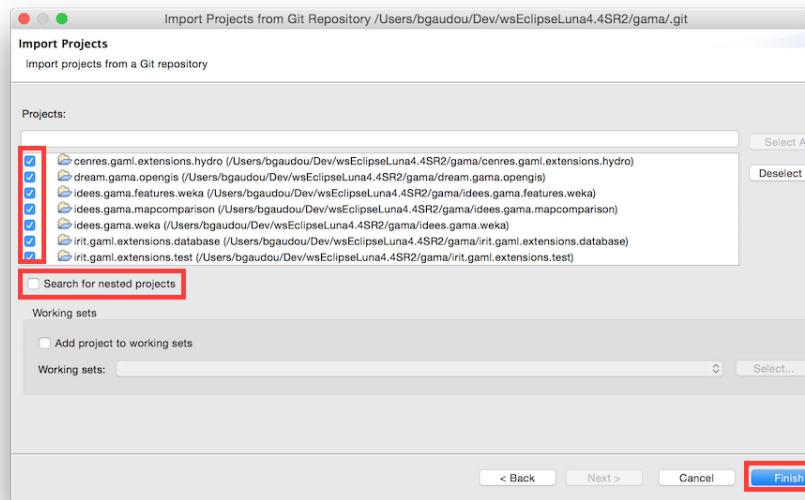 Import Projects from Git Repository /Users/bgaudou/Dev/wsEclipseLuna4.4SR2/gama/.git
Import Projects
Import projects from a Git repository
Projects:
Select A
cenres.gaml.extensions.hydro (/Users/bgaudou/Dev/wsEclipseLuna4.4SR2/gama/cenres.gaml.extensions.hydro)
dream.gama.opengis (/Users/bgaudou/Dev/wsEclipseLuna4.4SR2/gama/dream.gama.opengis)
Deselect
idees.gama.features.weka (/Users/bgaudou/Dev/wsEclipseLuna4.4SR2/gama/idees.gama.features.weka)
idees.gama.mapcomparison (/Users/bgaudou/Dev/wsEclipseLuna4.4SR2/gama/idees.gama.mapcomparison)
idees.gama.weka (/Users/bgaudou/Dev/wsEclipseLuna4.4SR2/gama/idees.gama.weka)
irit.gaml.extensions.database (/Users/bgaudou/Dev/wsEclipseLuna4.4SR2/gama/irit.gaml.extensions.database)
irit.gaml.extensions.test (/Users/bgaudou/Dev/wsEclipseLuna4.4SR2/gama/irit.gaml.extensions.test)
Search for nested projects
Working sets
Add project to working sets
Working sets:
Select...
< Back
Next >
Cancel
Finish